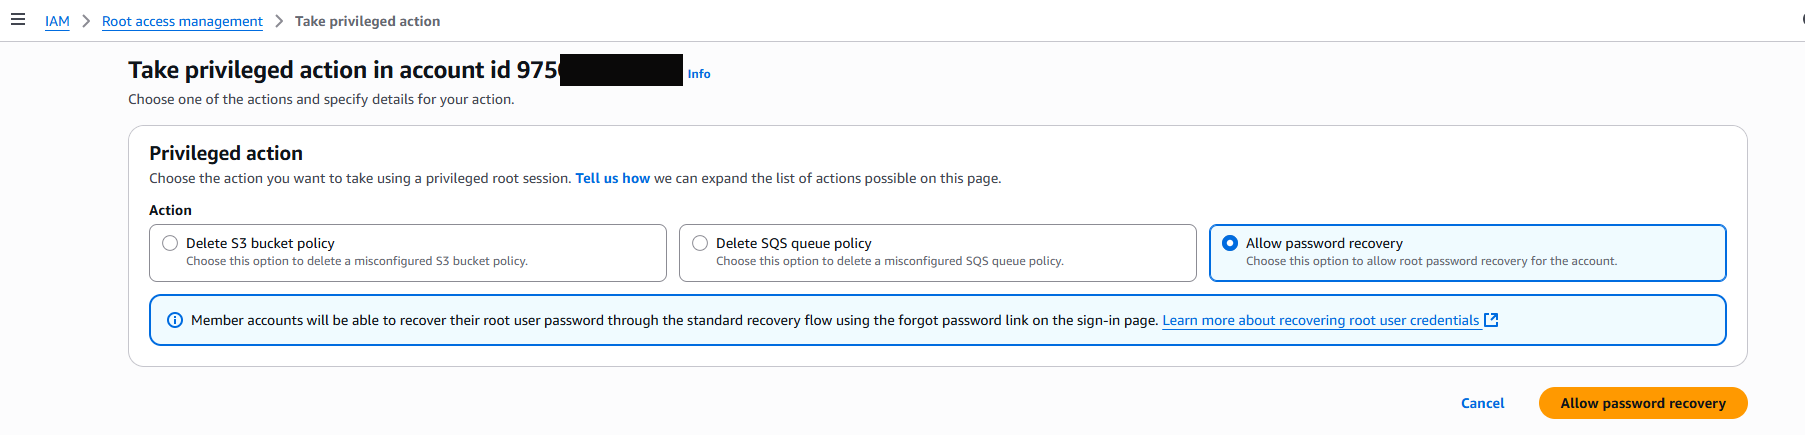 IAM > Root access management > Take privileged action
Take privileged action in account id 975 Info
Choose one of the actions and specify details for your action.
Privileged action
Choose the action you want to take using a privileged root session. Tell us how we can expand the list of actions possible on this page.
Action
Delete S3 bucket policy
Choose this option to delete a misconfigured S3 bucket policy.
Delete SQS queue policy
Choose this option to delete a misconfigured SQS queue policy.
Allow password recovery
Choose this option to allow root password recovery for the account.
Member accounts will be able to recover their root user password through the standard recovery flow using the forgot password link on the sign-in page. Learn more about recovering root user credentials
Cancel
Allow password recovery